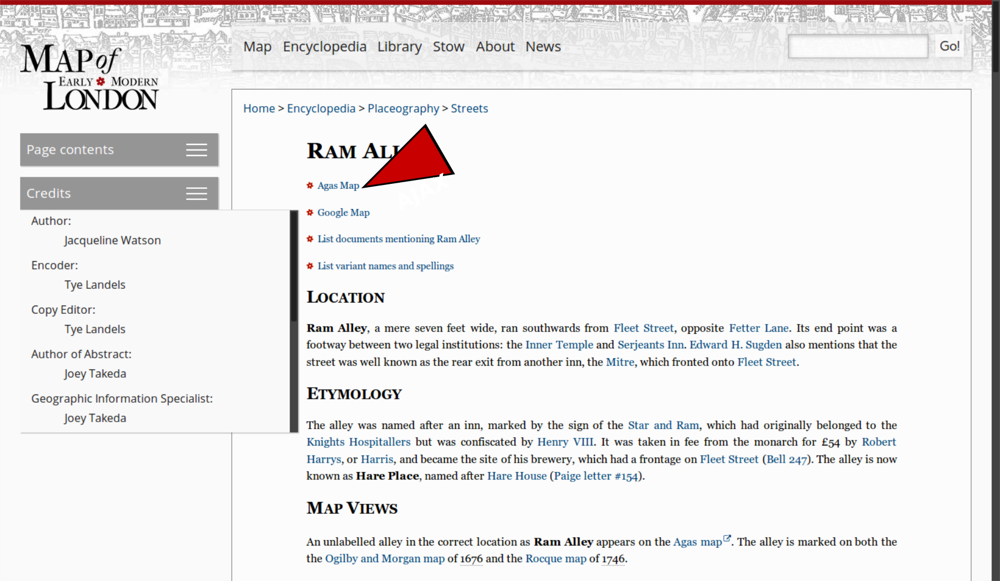 Map Encyclopedia Library Stow About News
Go!
MAP of
EARLY MODERN
LONDON
Home > Encyclopedia > Placeography > Streets
Page contents
Credits
Author:
Jacqueline Watson
Encoder:
Tye Landels
Copy Editor:
Tye Landels
Author of Abstract:
Joey Takeda
Geographic Information Specialist:
Joey Takeda
RAM
Agas Map
AJAX
Google Map
List documents mentioning Ram Alley
List variant names and spellings
LOCATION
Ram Alley, a mere seven feet wide, ran southwards from Fleet Street, opposite Fetter Lane. Its end point was a
footway between two legal institutions: the Inner Temple and Serjeants Inn. Edward H. Sugden also mentions that the
street was well known as the rear exit from another inn, the Mitre, which fronted onto Fleet Street.
ETYMOLOGY
The alley was named after an inn, marked by the sign of the Star and Ram, which had originally belonged to the
Knights Hospitallers but was confiscated by Henry VIII. It was taken in fee from the monarch for £54 by Robert
Harrys, or Harris, and became the site of his brewery, which had a frontage on Fleet Street (Bell 247). The alley is now
known as Hare Place, named after Hare House (Paige letter #154).
MAP VIEWS
An unlabelled alley in the correct location as Ram Alley appears on the Agas map. The alley is marked on both the
the Ogilby and Morgan map of 1676 and the Rocque map of 1746.